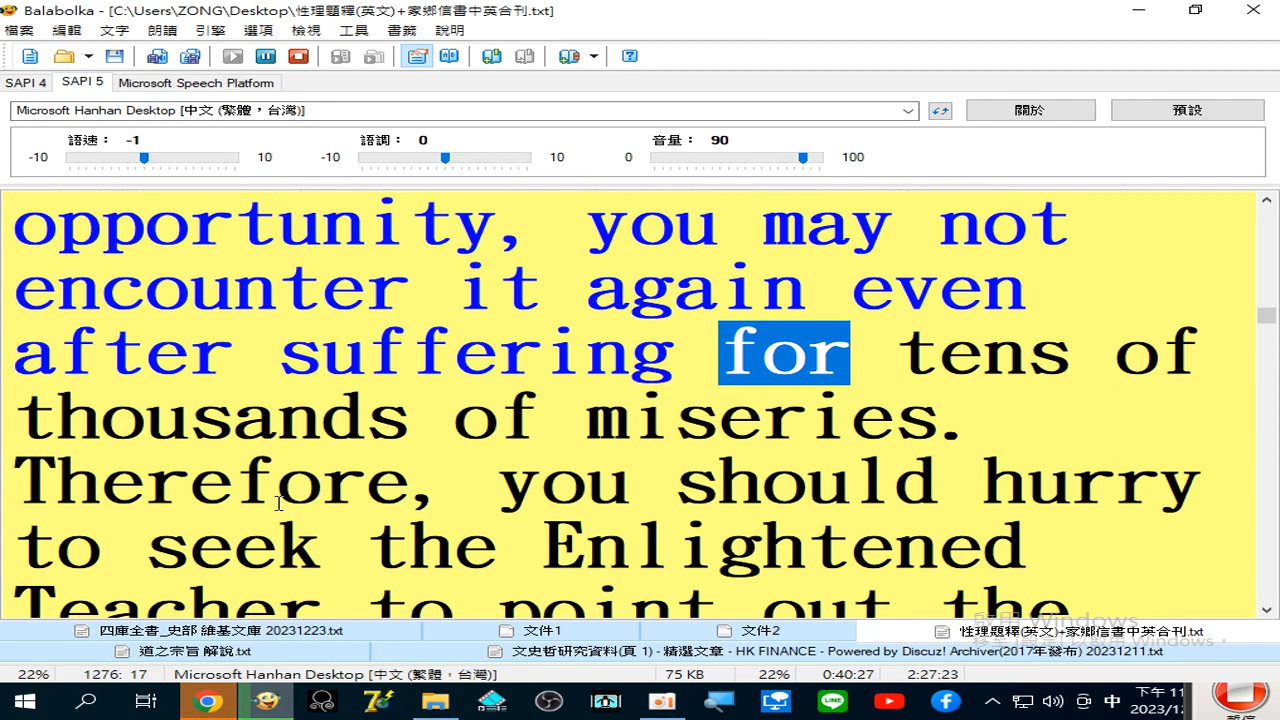 Balabolka - [C:\Users\ZONG\Desktop\性理題釋(英文)+家鄉信書中英合刊.txt]
檔案 編輯 文字 朗讀 引擎 選項 檢視 工具 書籤 說明
SAPI 4 SAPI 5 Microsoft Speech Platform
Microsoft Hanhan Desktop [中文 (繁體，台灣)] 關於 預設
語速： -1 語調： 0 音量： 90
-10 10 -10 10 0 100
opportunity, you may not
encounter it again even
after suffering for tens of
thousands of miseries.
Therefore, you should hurry
to seek the Enlightened
Teacher to point out the
啟用 Windows
四庫全書_史部 維基文庫 20231223.txt 文件1 文件2 性理題釋(英文)+家鄉信書中英合刊.txt
道之宗旨 解說.txt 文史哲研究資料(頁 1) - 精選文章 - HK FINANCE - Powered by Discuz! Archiver(2017年發布) 20231211.txt
22% 1276: 17 Microsoft Hanhan Desktop [中文 (繁體，台灣)] 75 KB 22% 0:40:27 2:27:23
中 下午 11
2023/12